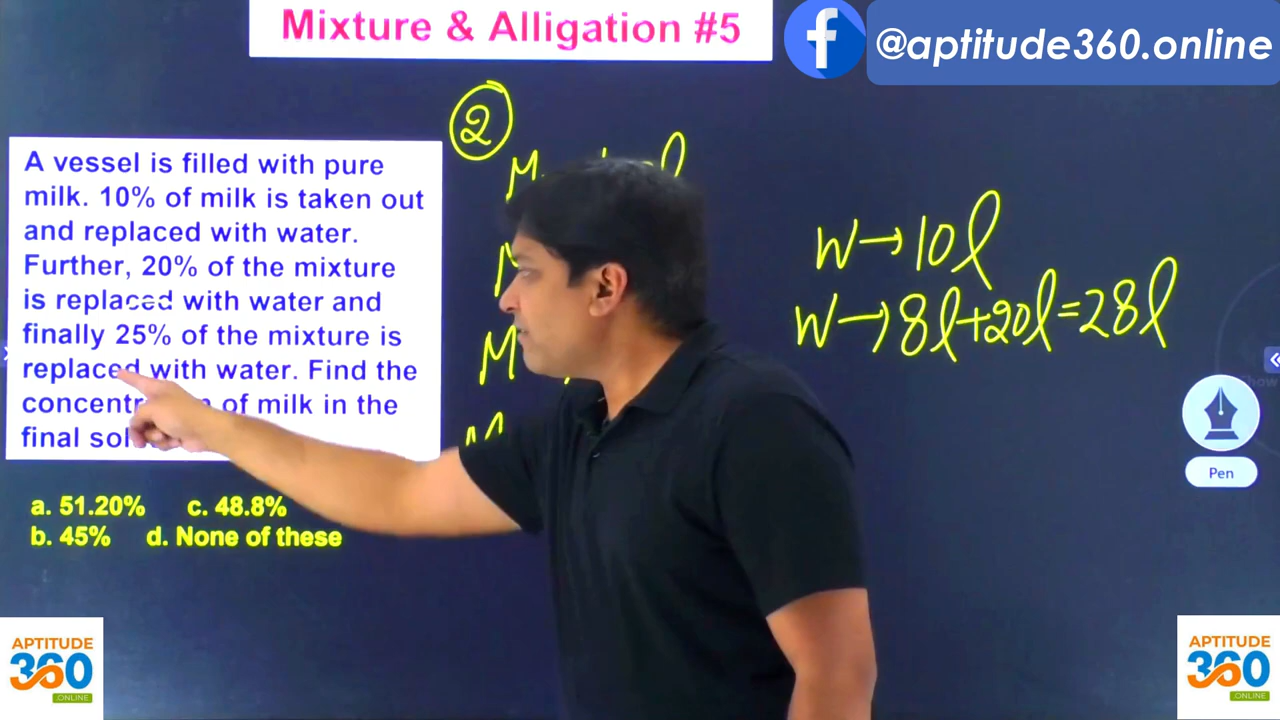 Mixture & Alligation #5
f @aptitude360.online
2
A vessel is filled with pure
milk. 10% of milk is taken out
and replaced with water.
Further, 20% of the mixture
is replaced with water and
finally 25% of the mixture is
replaced with water. Find the
of milk in the
final
M l
M
M
M
W→10l
W→8l+20l=28l
Pen
a. 51.20% c. 48.8%
b. 45% d. None of these
APTITUDE
360
.ONLINE
APTITUDE
360
.ONLINE